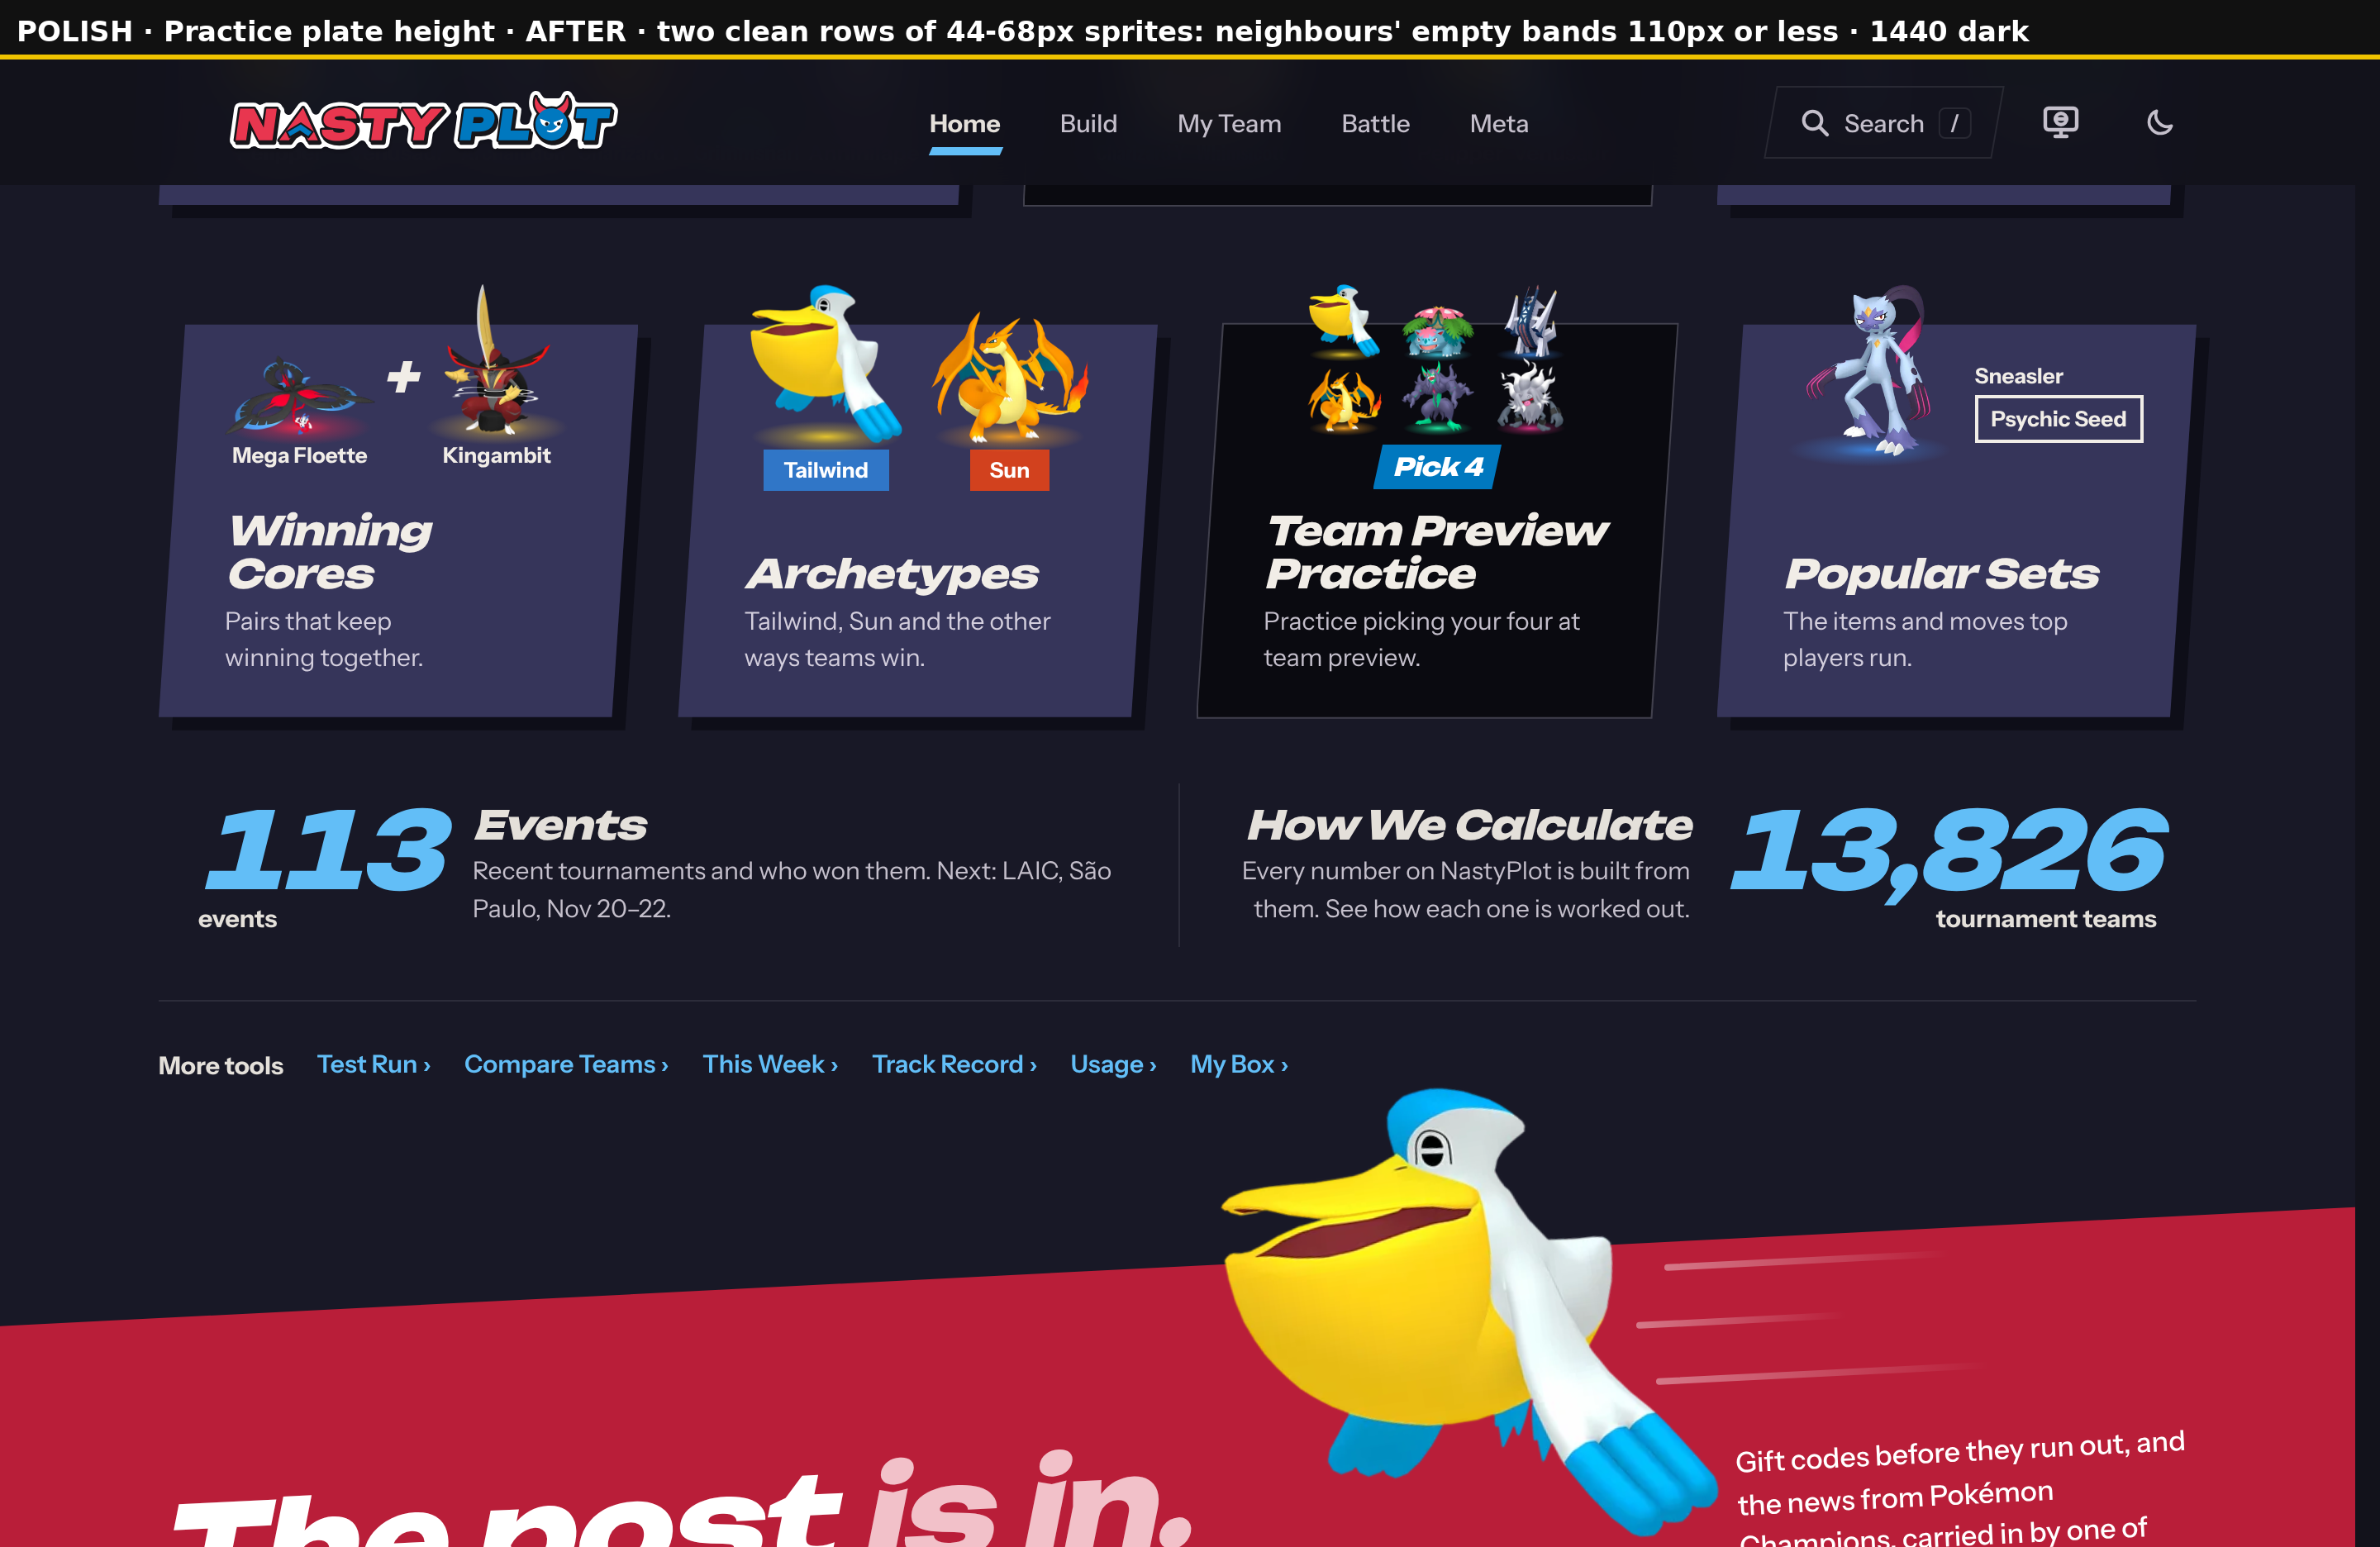 POLISH · Practice plate height · AFTER · two clean rows of 44-68px sprites: neighbours' empty bands 110px or less · 1440 dark
NASTY PLOT
Home
Build
My Team
Battle
Meta
Search /
+
Mega Floette
Kingambit
Winning
Cores
Pairs that keep
winning together.
Tailwind
Sun
Archetypes
Tailwind, Sun and the other
ways teams win.
Pick 4
Team Preview
Practice
Practice picking your four at
team preview.
Sneasler
Psychic Seed
Popular Sets
The items and moves top
players run.
113
events
Events
Recent tournaments and who won them. Next: LAIC, São
Paulo, Nov 20–22.
How We Calculate
Every number on NastyPlot is built from
them. See how each one is worked out.
13,826
tournament teams
More tools
Test Run ›
Compare Teams ›
This Week ›
Track Record ›
Usage ›
My Box ›
The post is in.
Gift codes before they run out, and
the news from Pokémon
Champions, carried in by one of